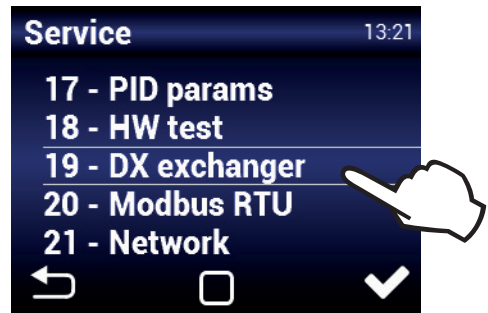 Service 13:21
17 - PID params
18 - HW test
19 - DX exchanger
20 - Modbus RTU
21 - Network